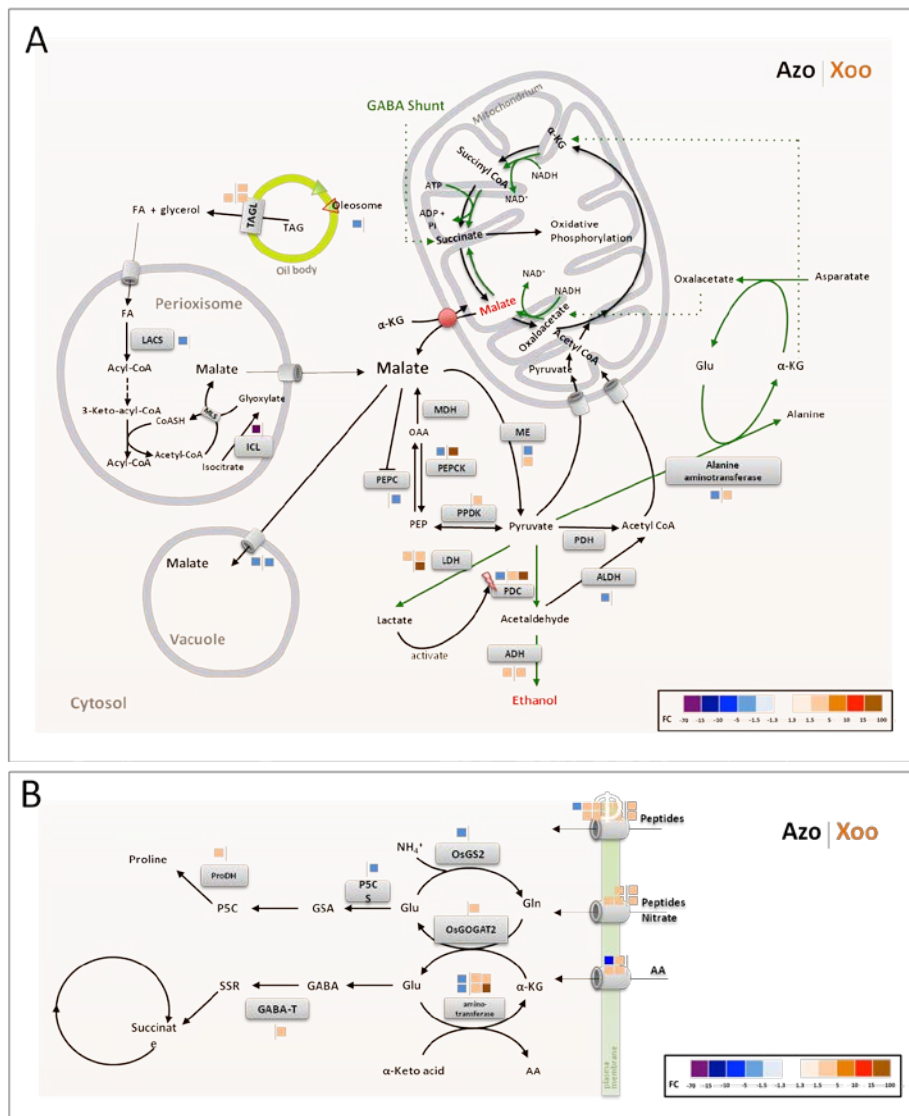 A
Azo | Xoo
GABA Shunt
Mitochondrium
α-KG
Succinyl CoA
NADH
NAD⁺
ATP
ADP +
Pi
Succinate
Oxidative
Phosphorylation
NAD⁺
NADH
Malate
Oxaloacetate
Acetyl CoA
Pyruvate
α-KG
Oleosome
TAGL
TAG
Oil body
FA + glycerol
Perioxisome
FA
LACS
Acyl-CoA
3-Keto-acyl-CoA
CoASH
Acyl-CoA
Acetyl-CoA
Malate
Glyoxylate
ICL
Isocitrate
Malate
MDH
OAA
PEPC
PEPCK
PEP
PPDK
ME
Pyruvate
PDH
Acetyl CoA
Oxalacetate
Asparatate
Glu
α-KG
Alanine
Alanine
aminotransferase
LDH
Lactate
activate
PDC
ALDH
Acetaldehyde
ADH
Ethanol
Malate
Vacuole
Cytosol
FC -70 -15 -10 -5 -1.5 -1.3 1.3 1.5 5 10 15 100
B
Azo | Xoo
Peptides
Peptides
Nitrate
AA
plasma
membrane
NH₄⁺
OsGS2
Proline
ProDH
P5C
GSA
P5C
S
Glu
Gln
OsGOGAT2
SSR
GABA-T
GABA
Glu
α-KG
amino-
transferase
Succinat
e
α-Keto acid
AA
FC -70 -15 -10 -5 -1.5 -1.3 1.3 1.5 5 10 15 100